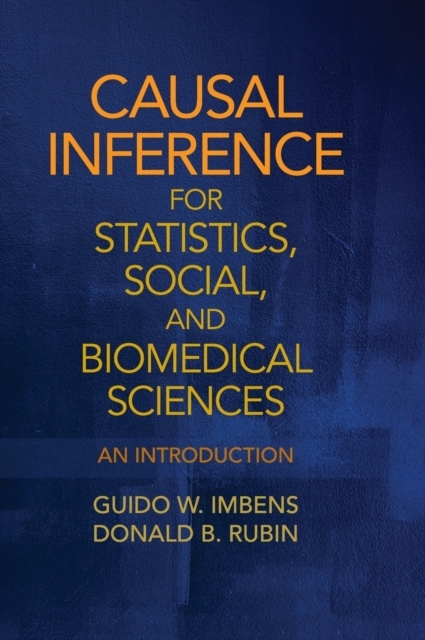 CAUSAL
INFERENCE
FOR
STATISTICS,
SOCIAL,
AND
BIOMEDICAL
SCIENCES
AN INTRODUCTION
GUIDO W. IMBENS
DONALD B. RUBIN